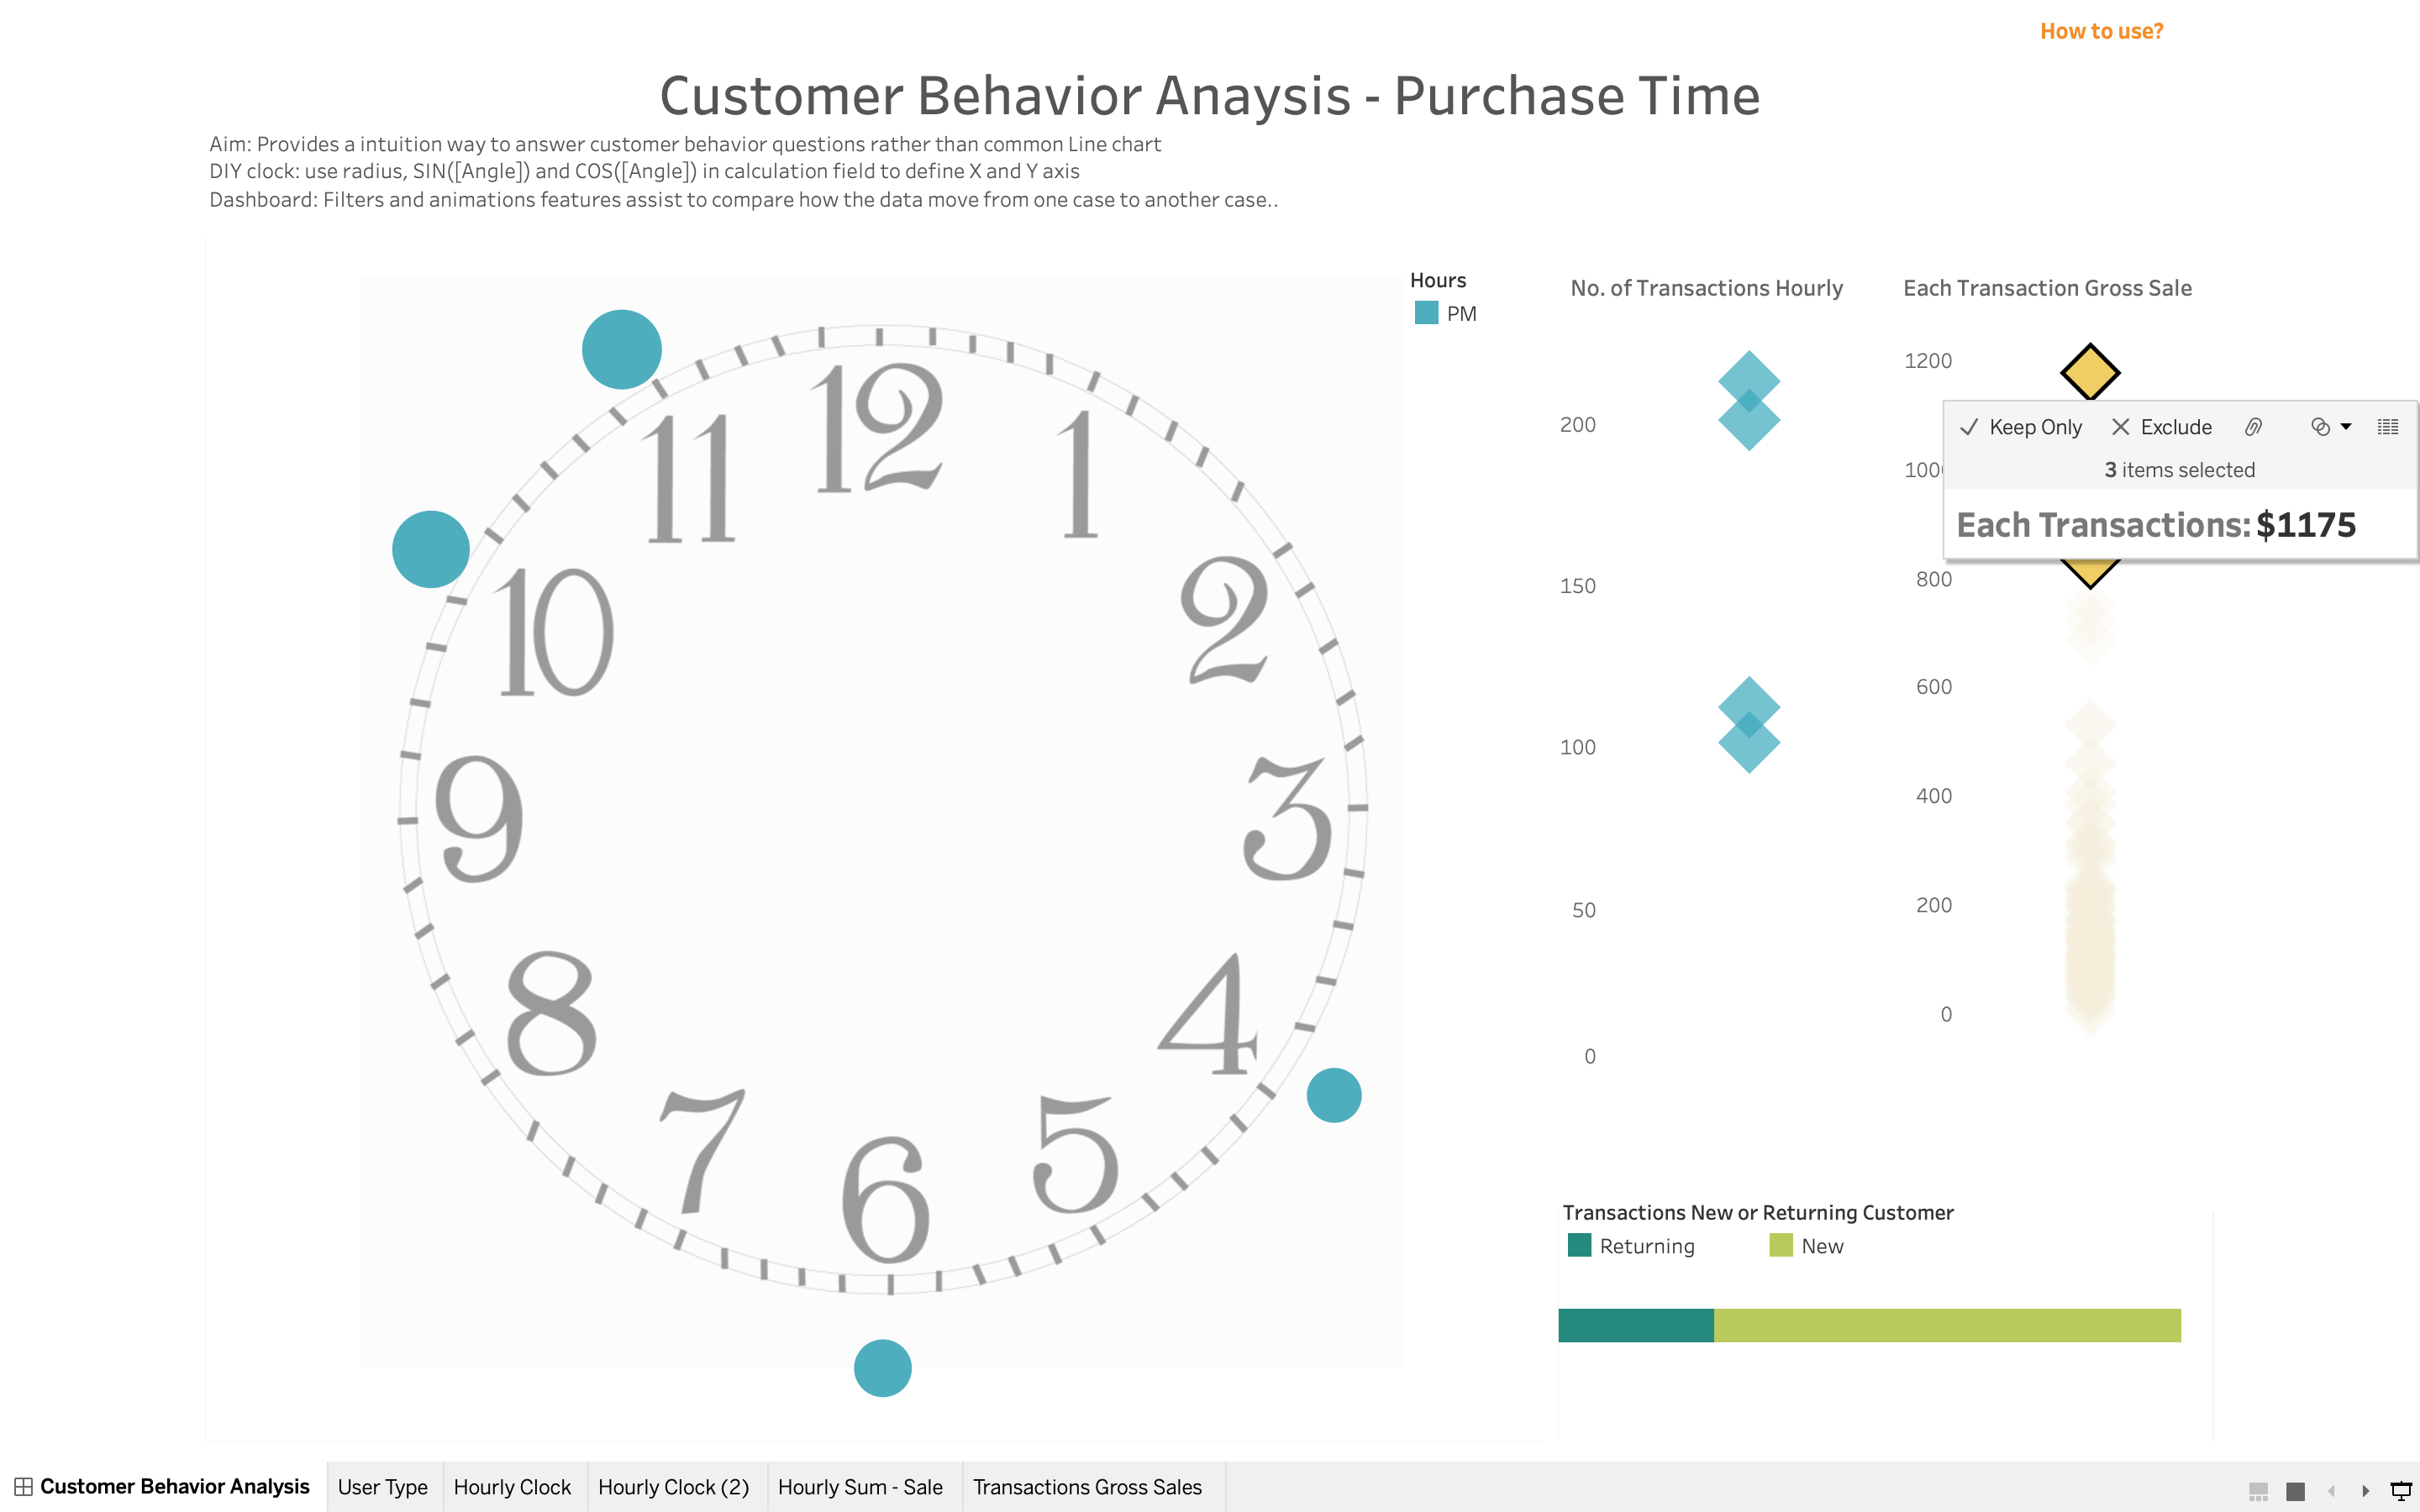 How to use?
Customer Behavior Anaysis - Purchase Time
Aim: Provides a intuition way to answer customer behavior questions rather than common Line chart
DIY clock: use radius, SIN([Angle]) and COS([Angle]) in calculation field to define X and Y axis
Dashboard: Filters and animations features assist to compare how the data move from one case to another case..
12
1
2
3
4
5
6
7
8
9
10
11
Hours
PM
No. of Transactions Hourly
200
150
100
50
0
Each Transaction Gross Sale
1200
800
600
400
200
0
Keep Only Exclude
3 items selected
Each Transactions: $1175
Transactions New or Returning Customer
Returning New
Customer Behavior Analysis User Type Hourly Clock Hourly Clock (2) Hourly Sum - Sale Transactions Gross Sales